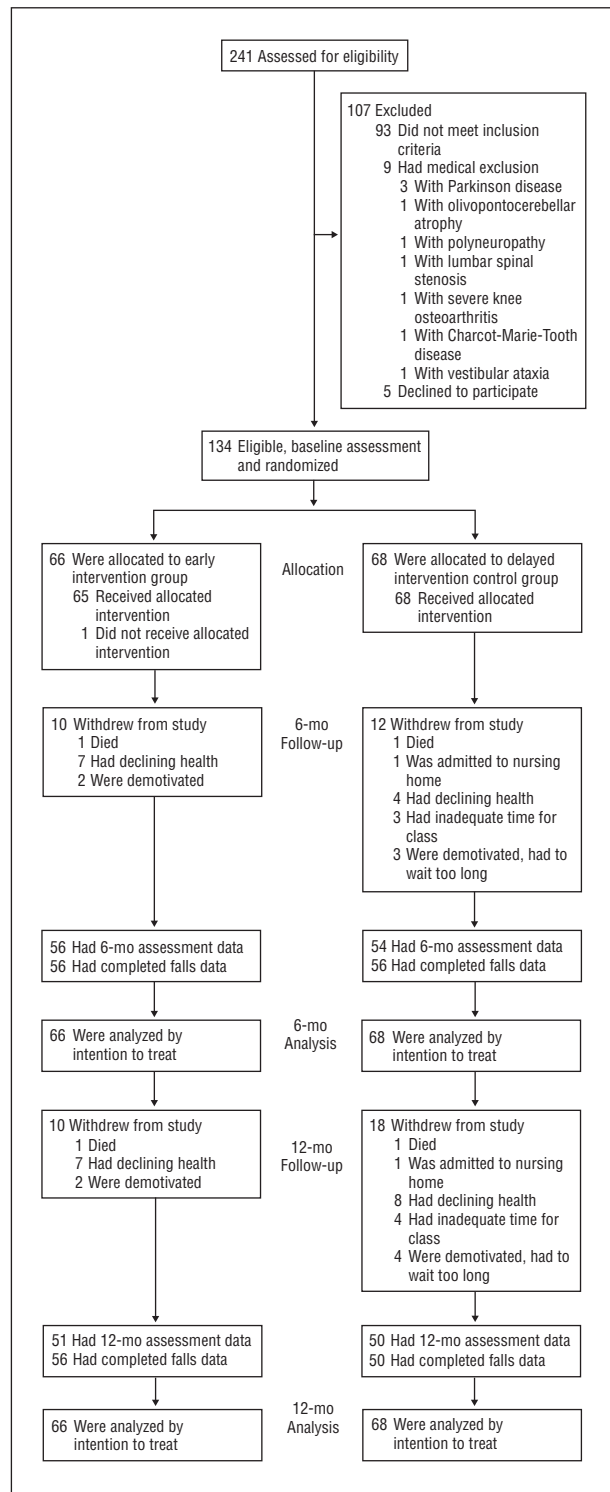 241 Assessed for eligibility
107 Excluded
93 Did not meet inclusion
criteria
9 Had medical exclusion
3 With Parkinson disease
1 With olivopontocerebellar
atrophy
1 With polyneuropathy
1 With lumbar spinal
stenosis
1 With severe knee
osteoarthritis
1 With Charcot-Marie-Tooth
disease
1 With vestibular ataxia
5 Declined to participate
134 Eligible, baseline assessment
and randomized
66 Were allocated to early
intervention group
65 Received allocated
intervention
1 Did not receive allocated
intervention
Allocation
68 Were allocated to delayed
intervention control group
68 Received allocated
intervention
10 Withdrew from study
1 Died
7 Had declining health
2 Were demotivated
6-mo
Follow-up
12 Withdrew from study
1 Died
1 Was admitted to nursing
home
4 Had declining health
3 Had inadequate time for
class
3 Were demotivated, had to
wait too long
56 Had 6-mo assessment data
56 Had completed falls data
54 Had 6-mo assessment data
56 Had completed falls data
66 Were analyzed by
intention to treat
6-mo
Analysis
68 Were analyzed by
intention to treat
10 Withdrew from study
1 Died
7 Had declining health
2 Were demotivated
12-mo
Follow-up
18 Withdrew from study
1 Died
1 Was admitted to nursing
home
8 Had declining health
4 Had inadequate time for
class
4 Were demotivated, had to
wait too long
51 Had 12-mo assessment data
56 Had completed falls data
50 Had 12-mo assessment data
50 Had completed falls data
66 Were analyzed by
intention to treat
12-mo
Analysis
68 Were analyzed by
intention to treat